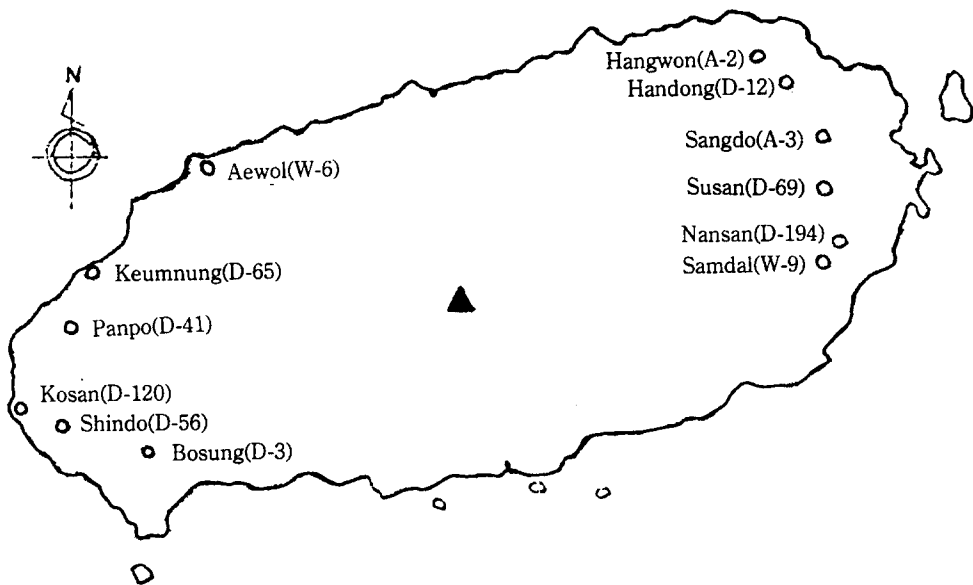 N
Hangwon(A-2)
Handong(D-12)
Sangdo(A-3)
Aewol(W-6)
Susan(D-69)
Nansan(D-194)
Samdal(W-9)
Keumnung(D-65)
Panpo(D-41)
Kosan(D-120)
Shindo(D-56)
Bosung(D-3)